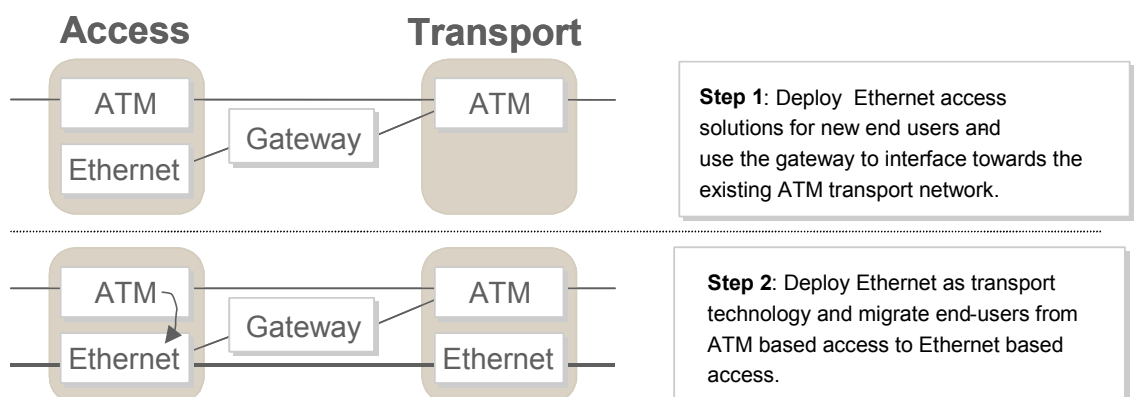 Access Transport
ATM ATM
Gateway
Ethernet
Step 1: Deploy Ethernet access
solutions for new end users and
use the gateway to interface towards the
existing ATM transport network.
ATM ATM
Gateway
Ethernet Ethernet
Step 2: Deploy Ethernet as transport
technology and migrate end-users from
ATM based access to Ethernet based
access.